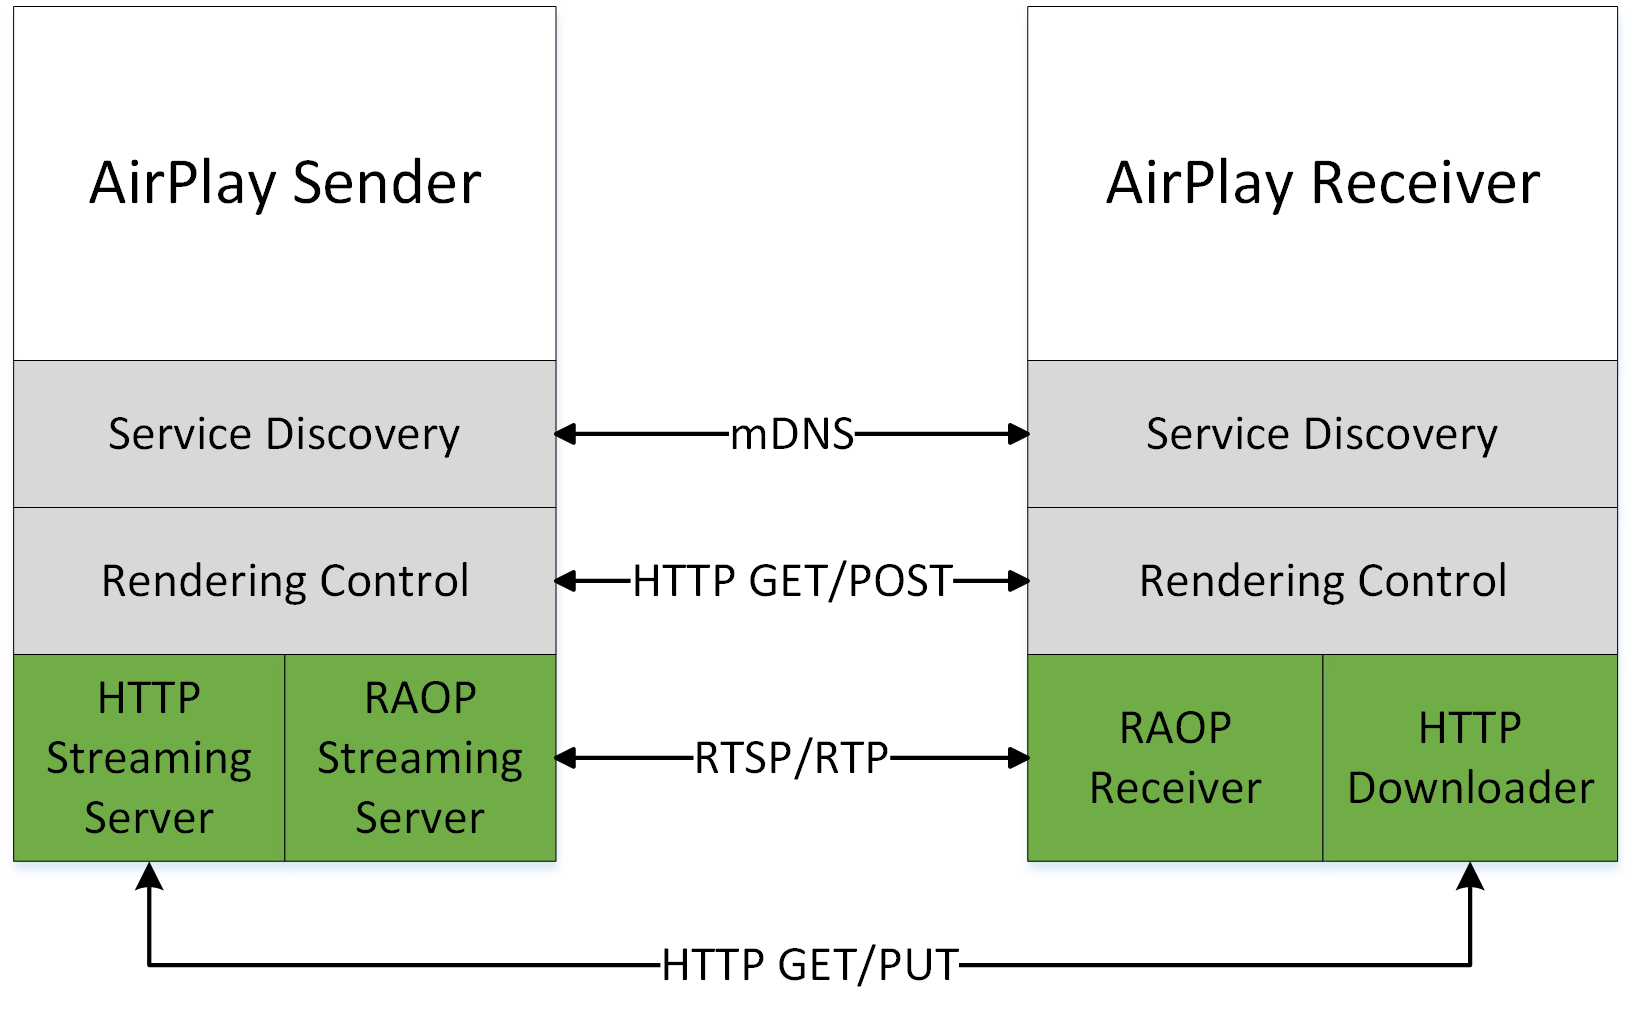 AirPlay Sender
AirPlay Receiver
Service Discovery
mDNS
Service Discovery
Rendering Control
HTTP GET/POST
Rendering Control
HTTP
Streaming
Server
RAOP
Streaming
Server
RTSP/RTP
RAOP
Receiver
HTTP
Downloader
HTTP GET/PUT